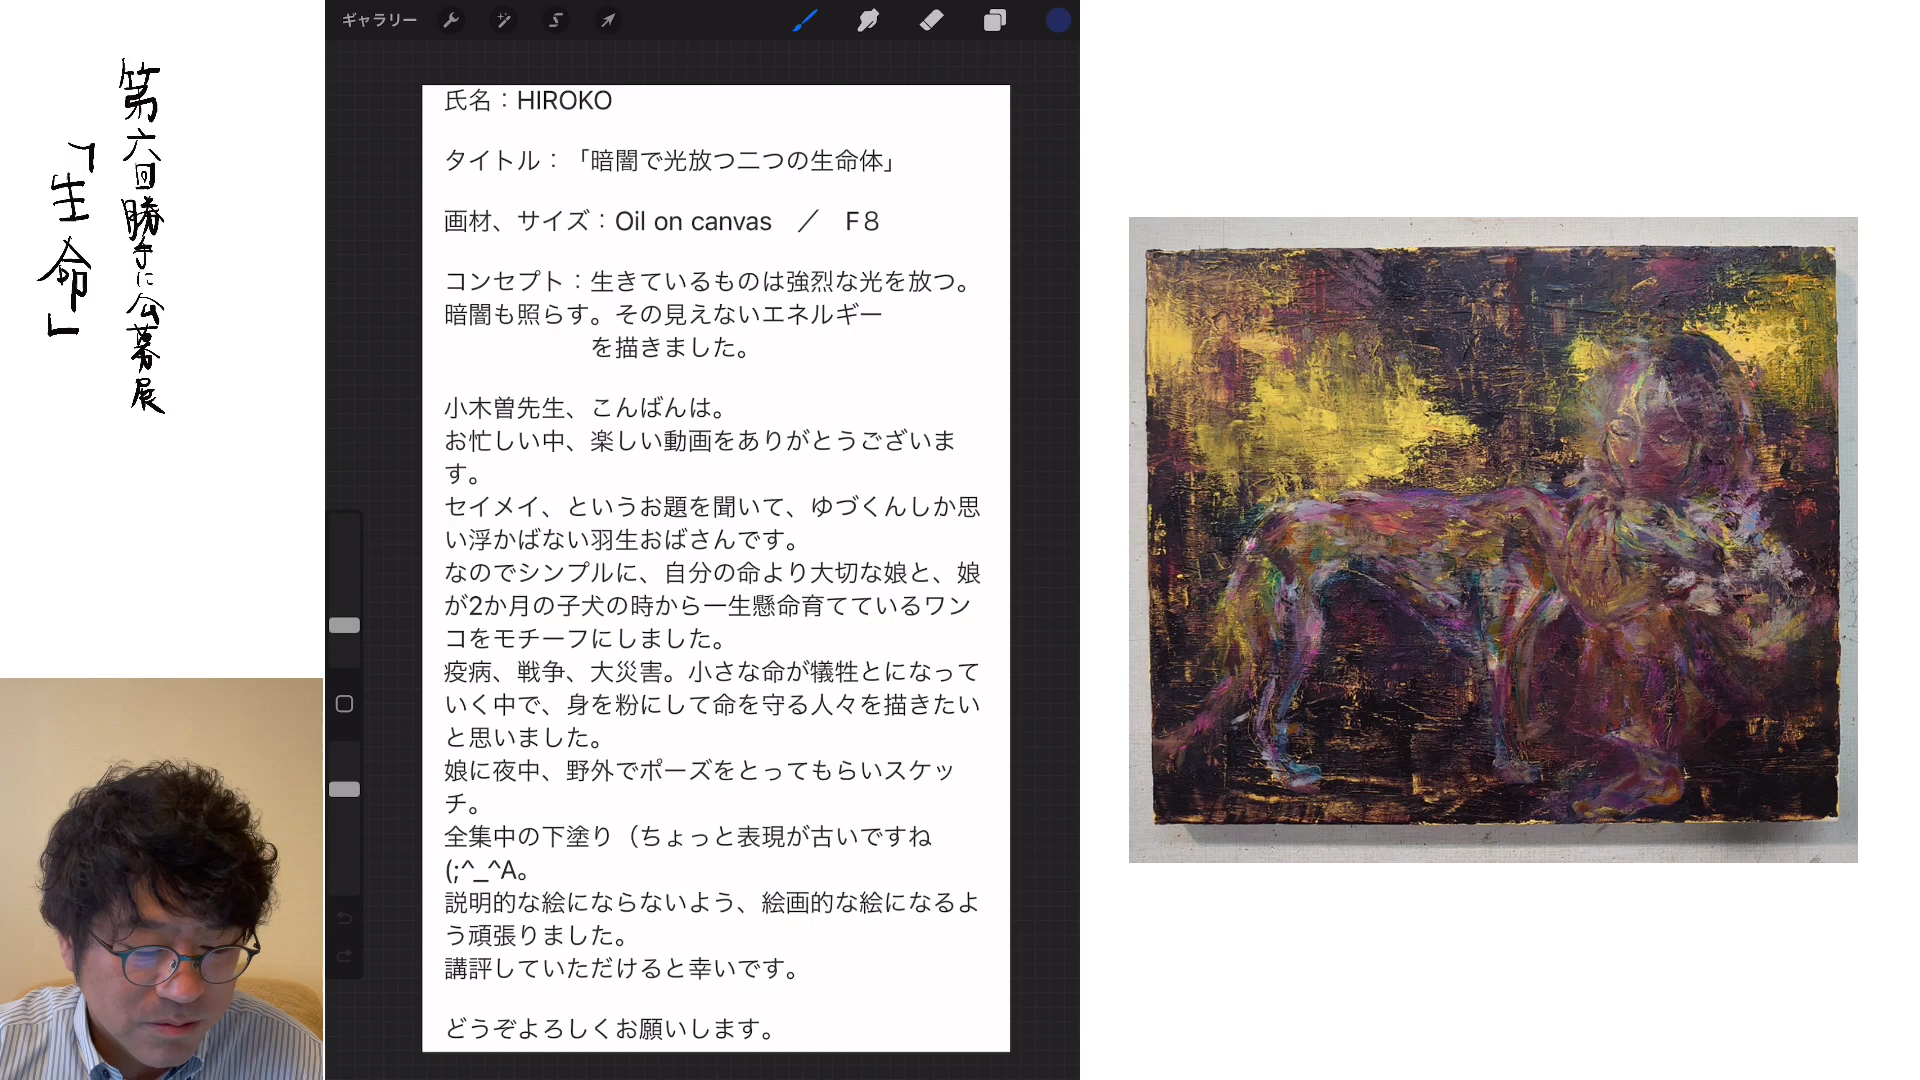 第六回勝手に公募展
「生命」
ギャラリー
氏名：HIROKO
タイトル：「暗闇で光放つ二つの生命体」
画材、サイズ：Oil on canvas　／　F８
コンセプト：生きているものは強烈な光を放つ。
暗闇も照らす。その見えないエネルギー
を描きました。
小木曽先生、こんばんは。
お忙しい中、楽しい動画をありがとうございま
す。
セイメイ、というお題を聞いて、ゆづくんしか思
い浮かばない羽生おばさんです。
なのでシンプルに、自分の命より大切な娘と、娘
が2か月の子犬の時から一生懸命育てているワン
コをモチーフにしました。
疫病、戦争、大災害。小さな命が犠牲とになって
いく中で、身を粉にして命を守る人々を描きたい
と思いました。
娘に夜中、野外でポーズをとってもらいスケッ
チ。
全集中の下塗り（ちょっと表現が古いですね
(;^_^A。
説明的な絵にならないよう、絵画的な絵になるよ
う頑張りました。
講評していただけると幸いです。
どうぞよろしくお願いします。